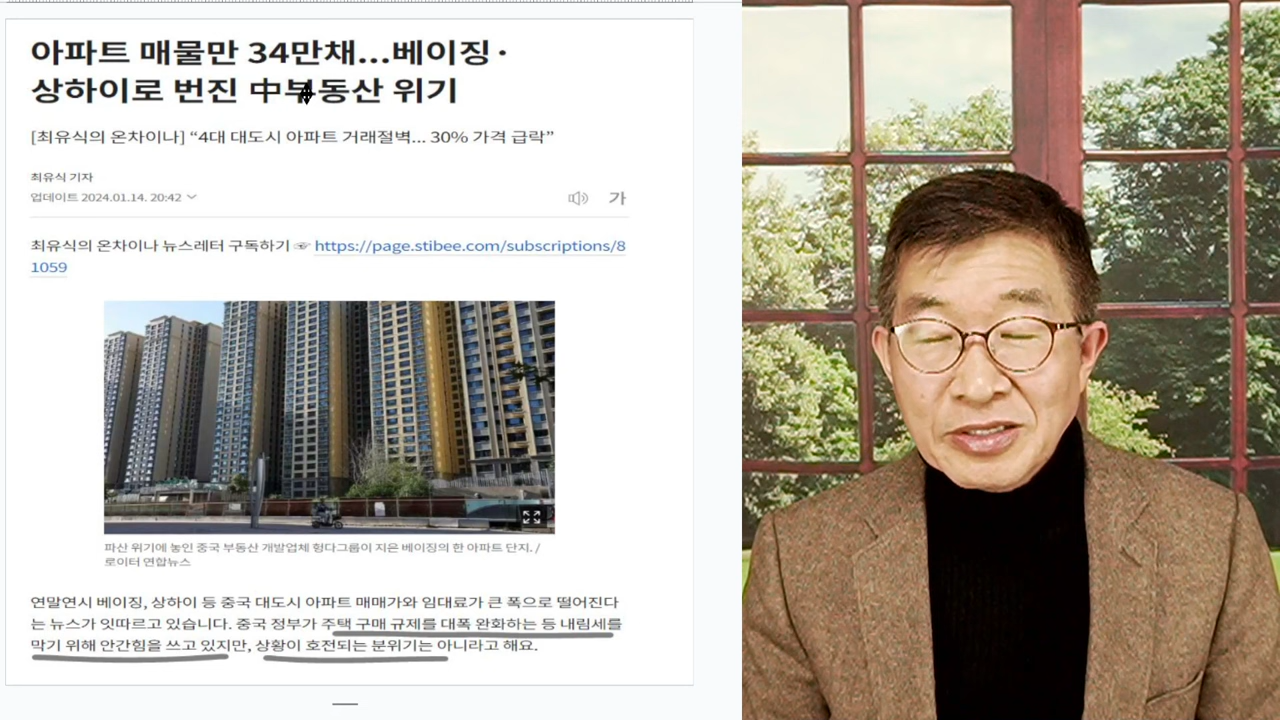 아파트 매물만 34만채...베이징·
상하이로 번진 中부동산 위기
[최유식의 온차이나] “4대 대도시 아파트 거래절벽... 30% 가격 급락”
최유식 기자
업데이트 2024.01.14. 20:42
가
최유식의 온차이나 뉴스레터 구독하기 ☞ https://page.stibee.com/subscriptions/8
1059
파산 위기에 놓인 중국 부동산 개발업체 헝다그룹이 지은 베이징의 한 아파트 단지. /
로이터 연합뉴스
연말연시 베이징, 상하이 등 중국 대도시 아파트 매매가와 임대료가 큰 폭으로 떨어진다
는 뉴스가 잇따르고 있습니다. 중국 정부가 주택 구매 규제를 대폭 완화하는 등 내림세를
막기 위해 안간힘을 쓰고 있지만, 상황이 호전되는 분위기는 아니라고 해요.